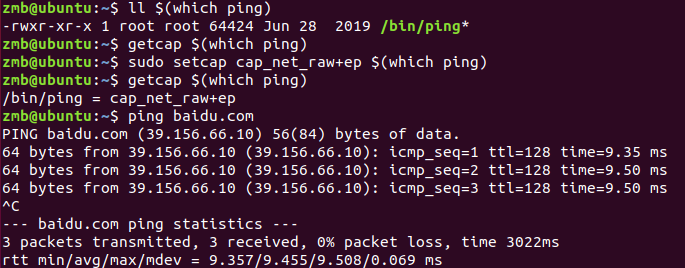 zmb@ubuntu:~$ ll $(which ping)
-rwxr-xr-x 1 root root 64424 Jun 28  2019 /bin/ping*
zmb@ubuntu:~$ getcap $(which ping)
zmb@ubuntu:~$ sudo setcap cap_net_raw+ep $(which ping)
zmb@ubuntu:~$ getcap $(which ping)
/bin/ping = cap_net_raw+ep
zmb@ubuntu:~$ ping baidu.com
PING baidu.com (39.156.66.10) 56(84) bytes of data.
64 bytes from 39.156.66.10 (39.156.66.10): icmp_seq=1 ttl=128 time=9.35 ms
64 bytes from 39.156.66.10 (39.156.66.10): icmp_seq=2 ttl=128 time=9.50 ms
64 bytes from 39.156.66.10 (39.156.66.10): icmp_seq=3 ttl=128 time=9.50 ms
^C
--- baidu.com ping statistics ---
3 packets transmitted, 3 received, 0% packet loss, time 3022ms
rtt min/avg/max/mdev = 9.357/9.455/9.508/0.069 ms